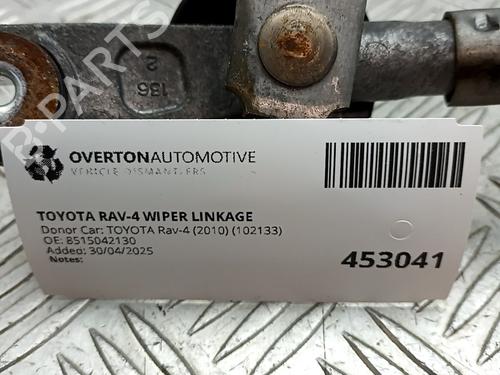 136
2
B-PARTS
OVERTONAUTOMOTIVE
VEHICLE DISMANTLERS
TOYOTA RAV-4 WIPER LINKAGE
Donor Car: TOYOTA Rav-4 (2010) (102133)
OE: 8515042130
Added: 30/04/2025
Notes:
453041